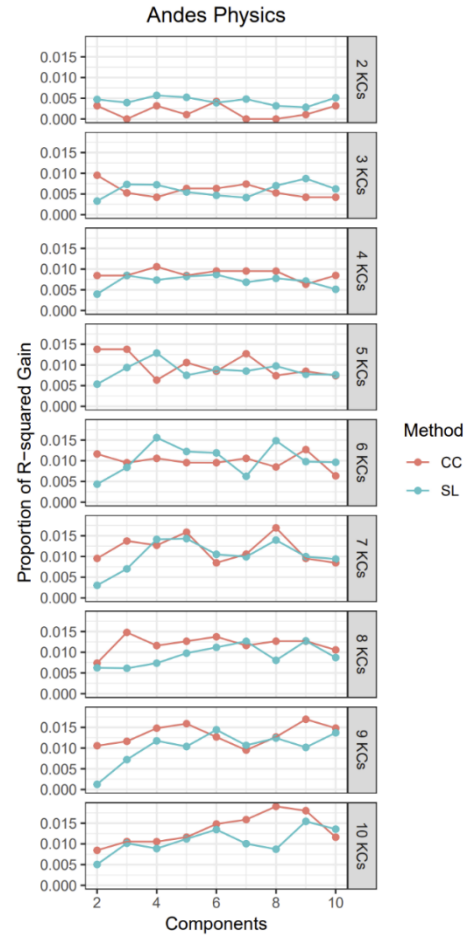 Andes Physics
Proportion of R−squared Gain
0.015
0.010
0.005
0.000
2 KCs
0.015
0.010
0.005
0.000
3 KCs
0.015
0.010
0.005
0.000
4 KCs
0.015
0.010
0.005
0.000
5 KCs
0.015
0.010
0.005
0.000
6 KCs
0.015
0.010
0.005
0.000
7 KCs
0.015
0.010
0.005
0.000
8 KCs
0.015
0.010
0.005
0.000
9 KCs
0.015
0.010
0.005
0.000
10 KCs
2 4 6 8 10
Components
Method
CC
SL